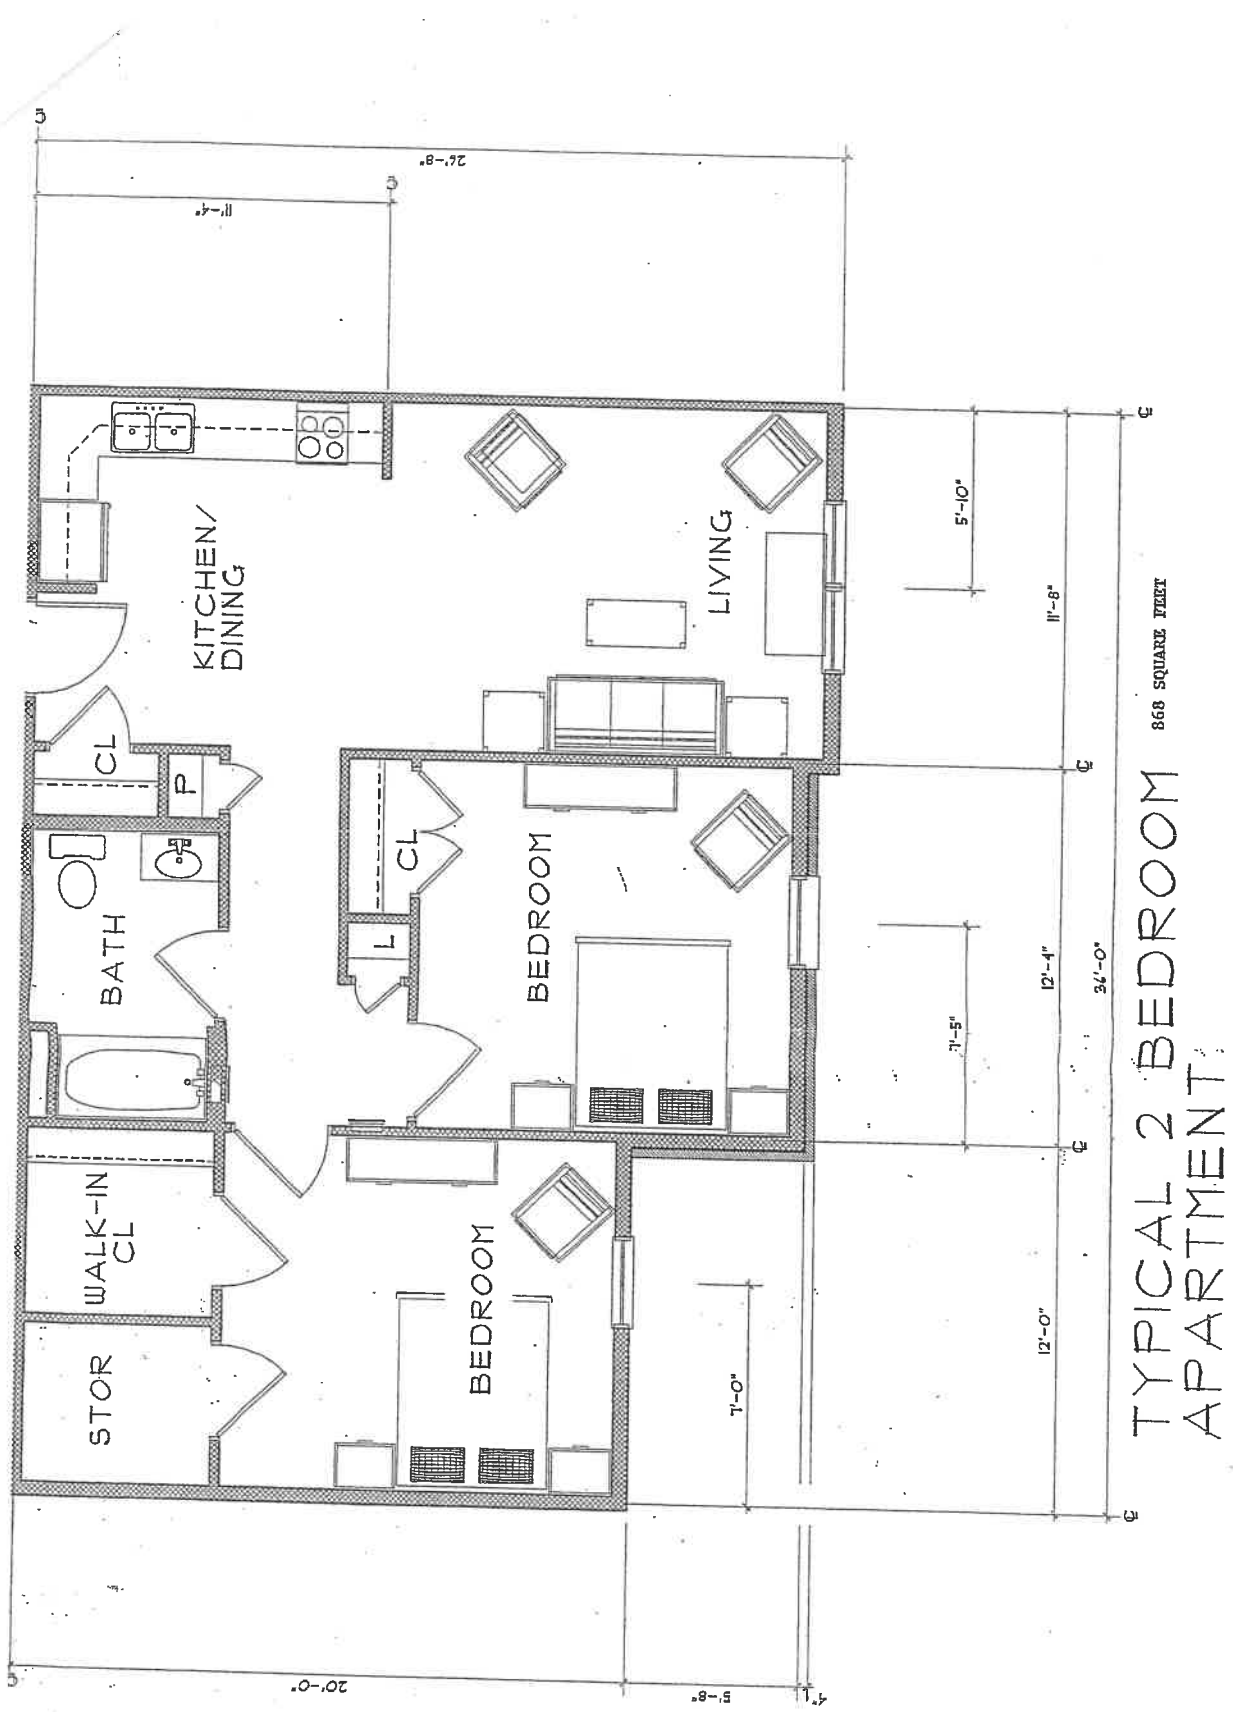 STOR
WALK-IN
CL
BATH
P
CL
KITCHEN/
DINING
L
CL
BEDROOM
BEDROOM
LIVING
20'-0"
5'-8"
4"
11'-4"
26'-8"
7'-0"
7'-5"
5'-10"
12'-0"
12'-4"
11'-8"
36'-0"
TYPICAL 2 BEDROOM
APARTMENT
868 SQUARE FEET